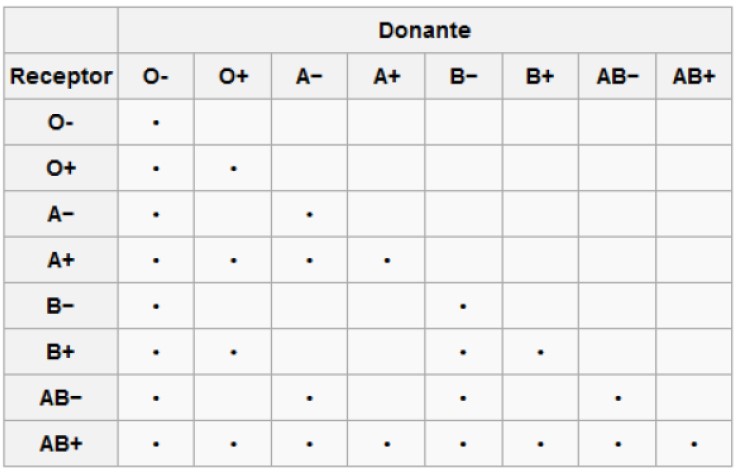 Donante
Receptor O- O+ A− A+ B− B+ AB− AB+
O- •
O+ • •
A− • •
A+ • • • •
B− • •
B+ • • • •
AB− • • • •
AB+ • • • • • • • •